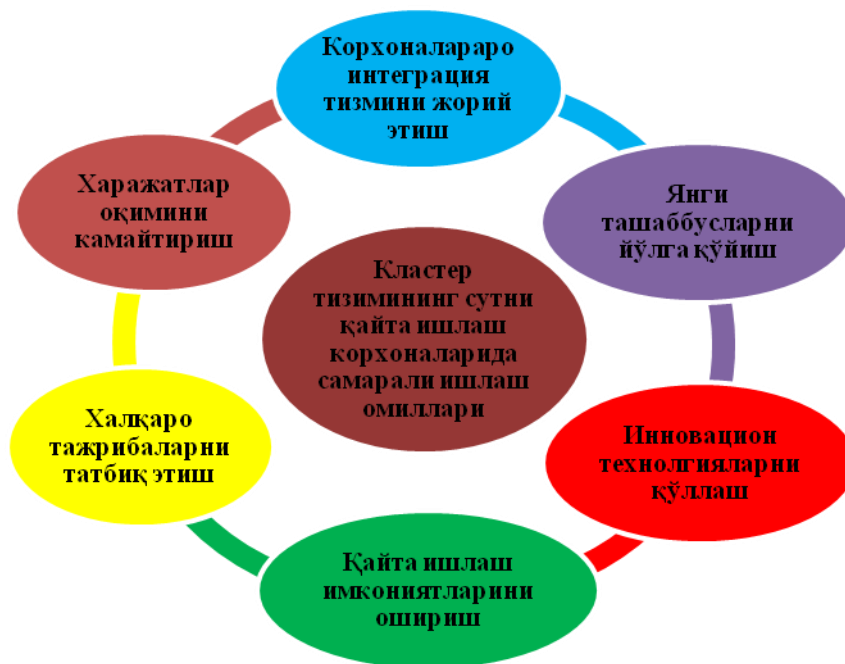 Корхоналараро
интеграция
тизмини жорий
этиш
Янги
ташаббусларни
йўлга қўйиш
Инновацион
технолгияларни
қўллаш
Қайта ишлаш
имкониятларини
ошириш
Халқаро
тажрибаларни
татбиқ этиш
Харажатлар
оқимини
камайтириш
Кластер
тизимининг сутни
қайта ишлаш
корхоналарида
самарали ишлаш
омиллари